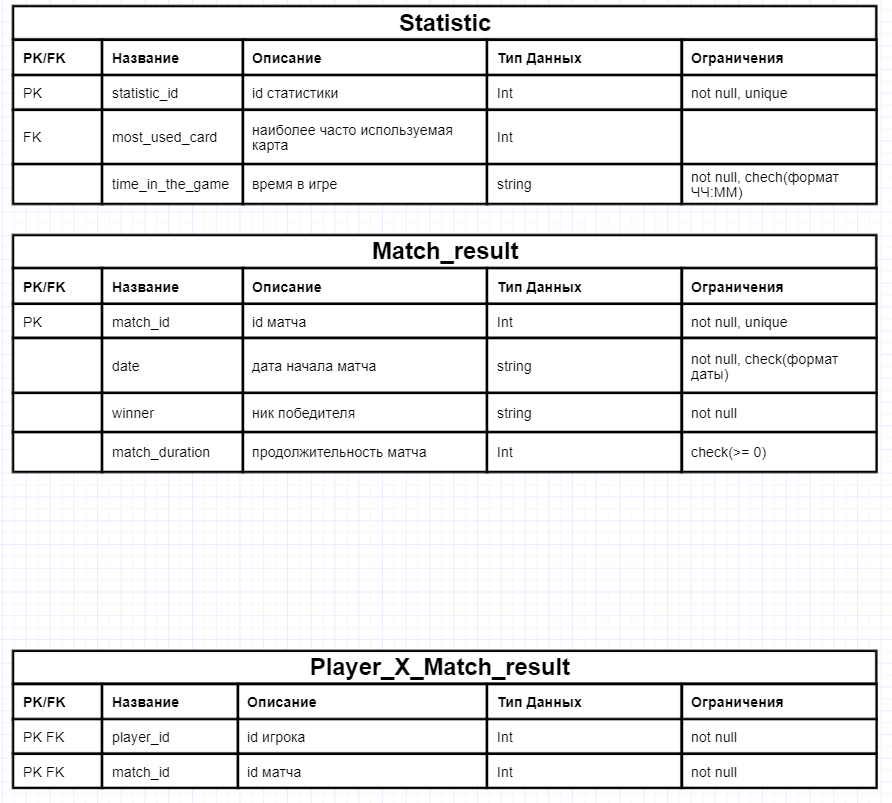 Statistic
PK/FK Название Описание Тип Данных Ограничения
PK statistic_id id статистики Int not null, unique
FK most_used_card наиболее часто используемая
карта Int
time_in_the_game время в игре string not null, chech(формат
ЧЧ:ММ)
Match_result
PK/FK Название Описание Тип Данных Ограничения
PK match_id id матча Int not null, unique
date дата начала матча string not null, check(формат
даты)
winner ник победителя string not null
match_duration продолжительность матча Int check(>= 0)
Player_X_Match_result
PK/FK Название Описание Тип Данных Ограничения
PK FK player_id id игрока Int not null
PK FK match_id id матча Int not null